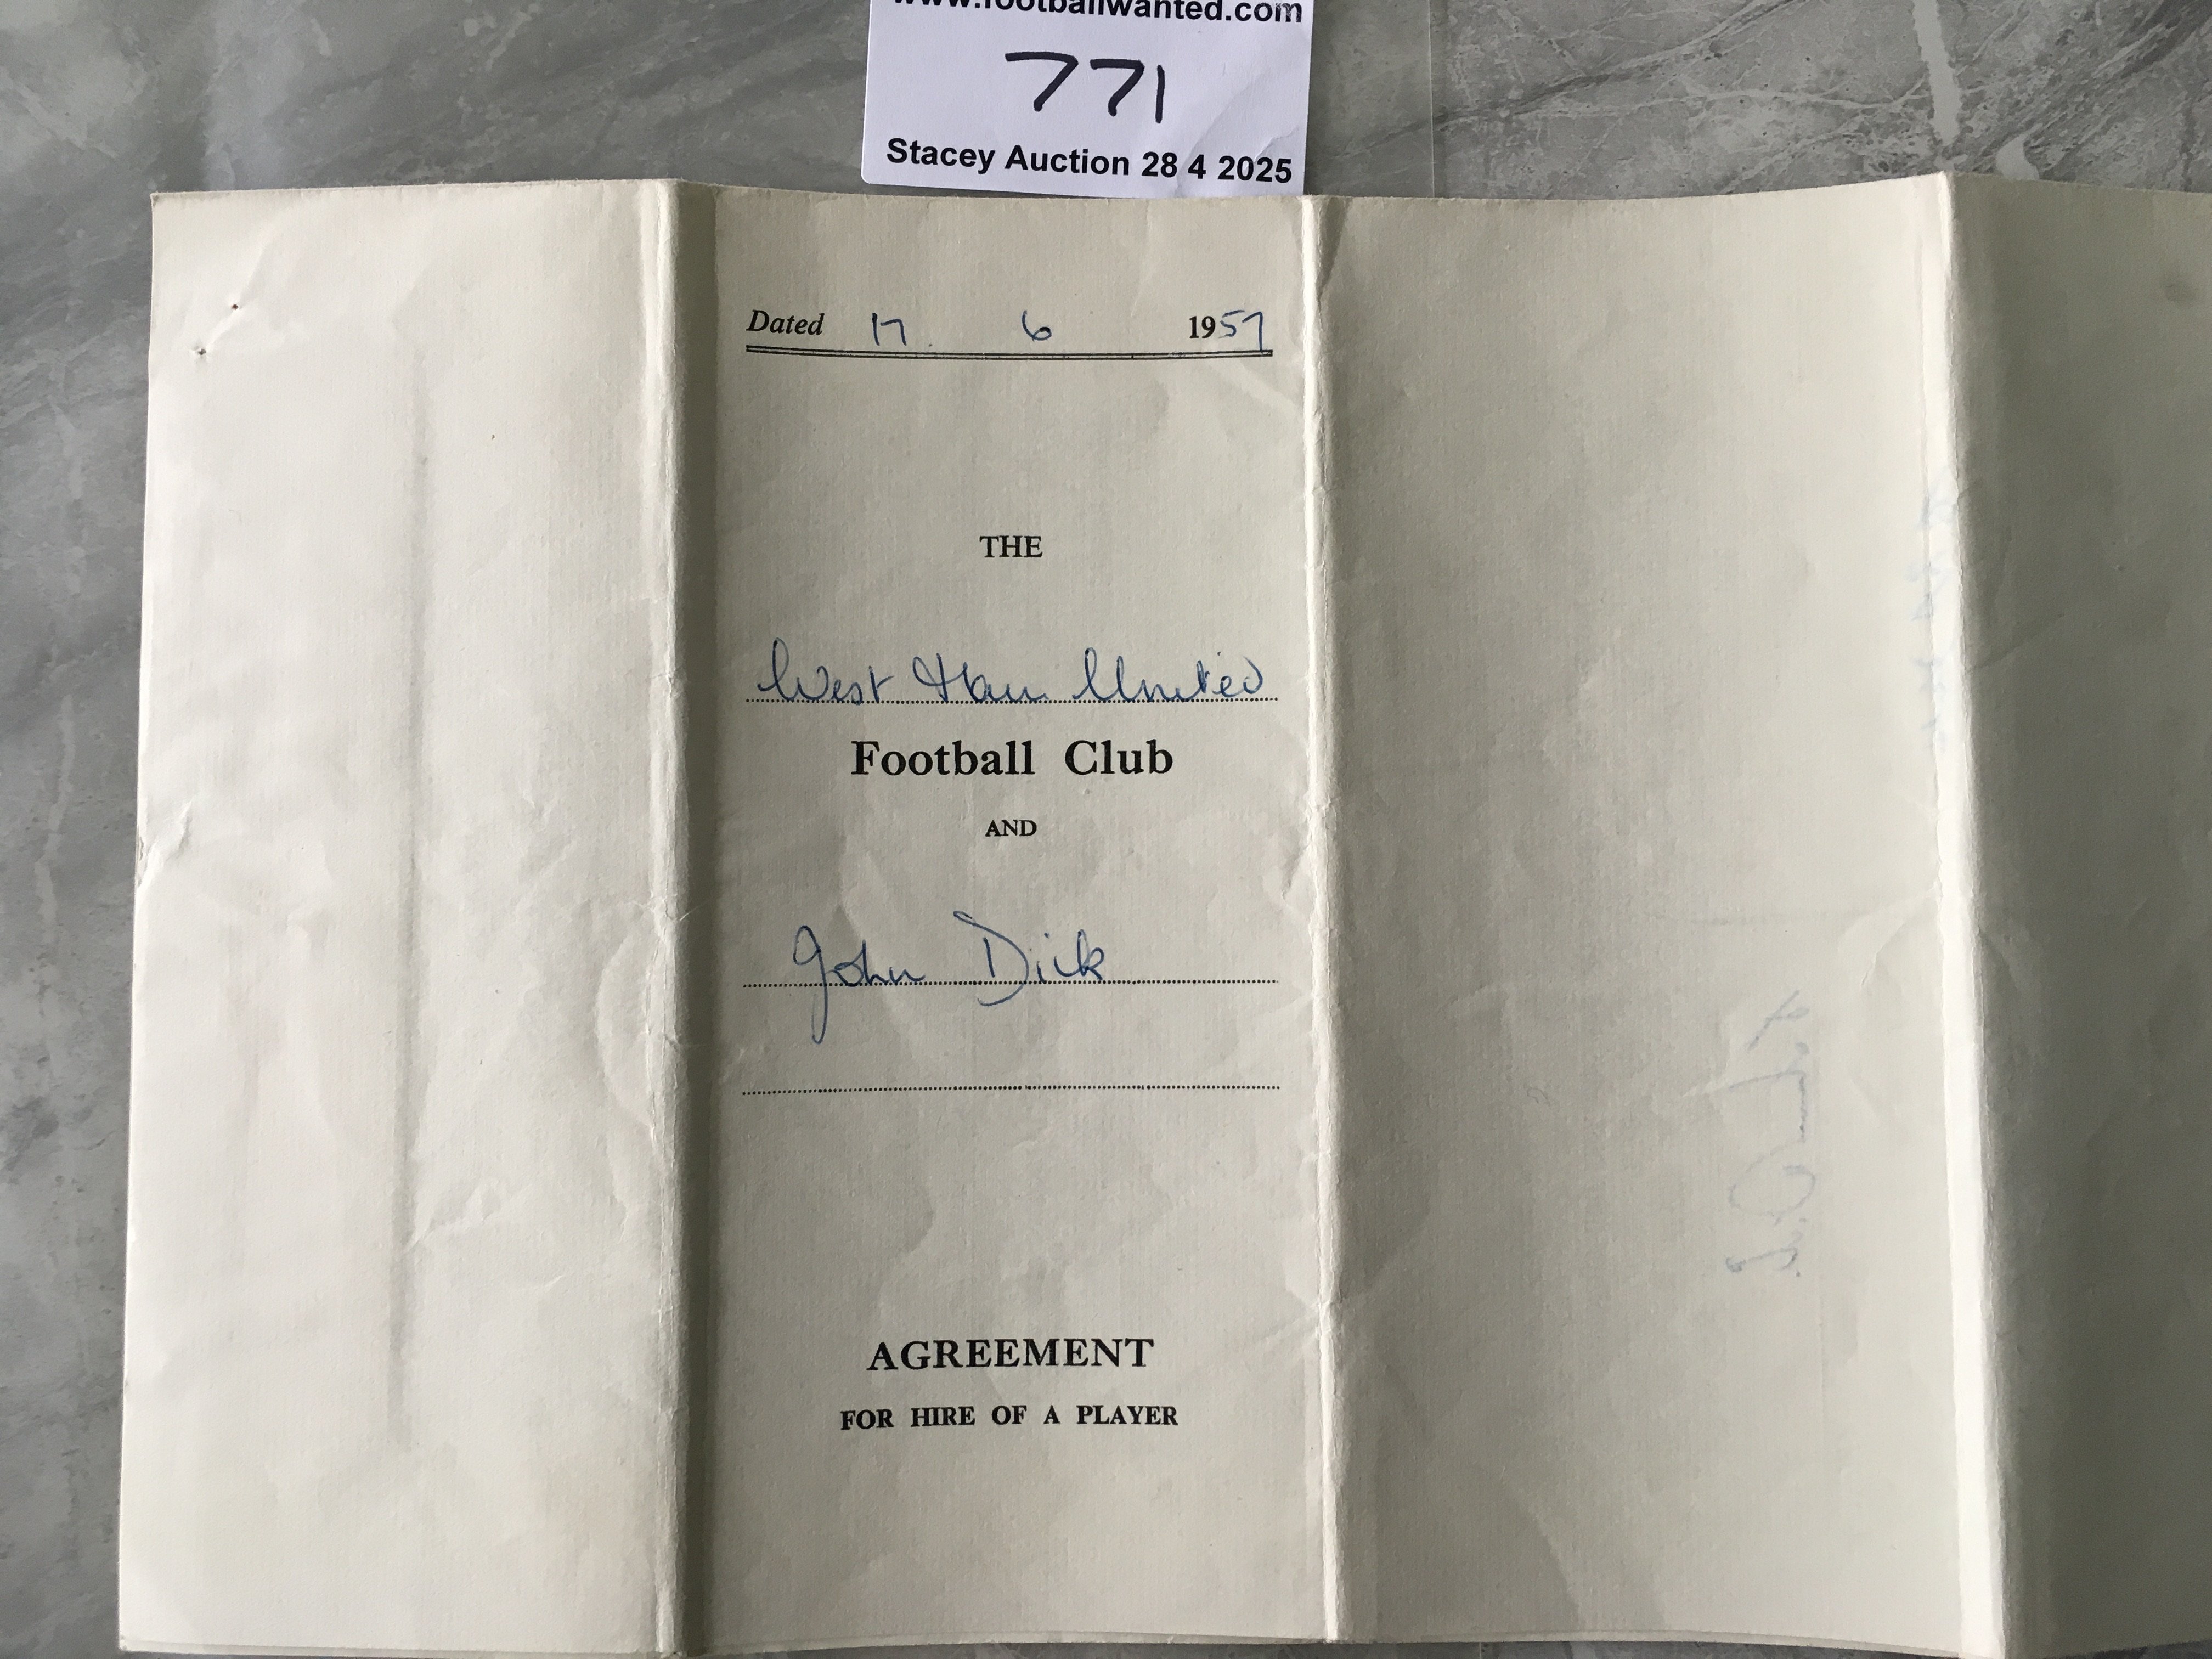 www.footballwanted.com
771
Stacey Auction 28 4 2025
Dated 17. 6 1957
THE
West Ham United
Football Club
AND
John Dick
AGREEMENT
FOR HIRE OF A PLAYER